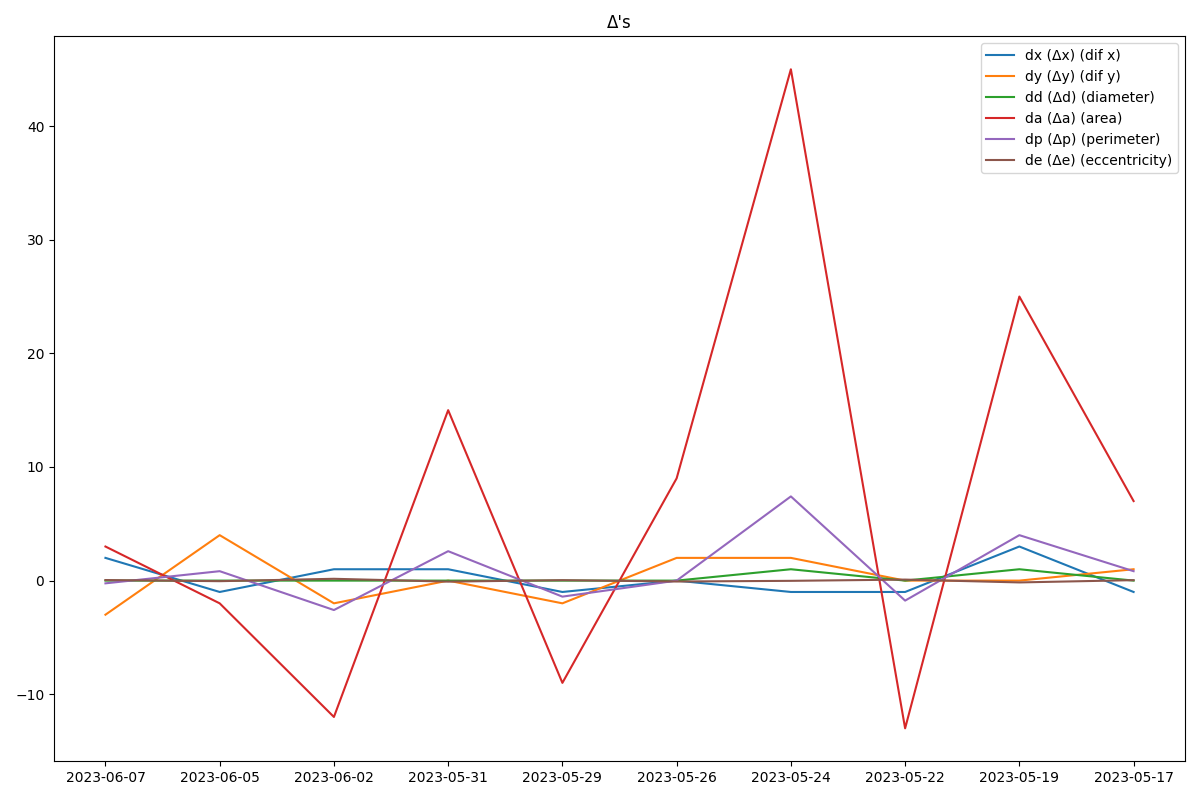 Δ's
dx (Δx) (dif x)
dy (Δy) (dif y)
dd (Δd) (diameter)
da (Δa) (area)
dp (Δp) (perimeter)
de (Δe) (eccentricity)
40
30
20
10
0
−10
2023-06-07 2023-06-05 2023-06-02 2023-05-31 2023-05-29 2023-05-26 2023-05-24 2023-05-22 2023-05-19 2023-05-17